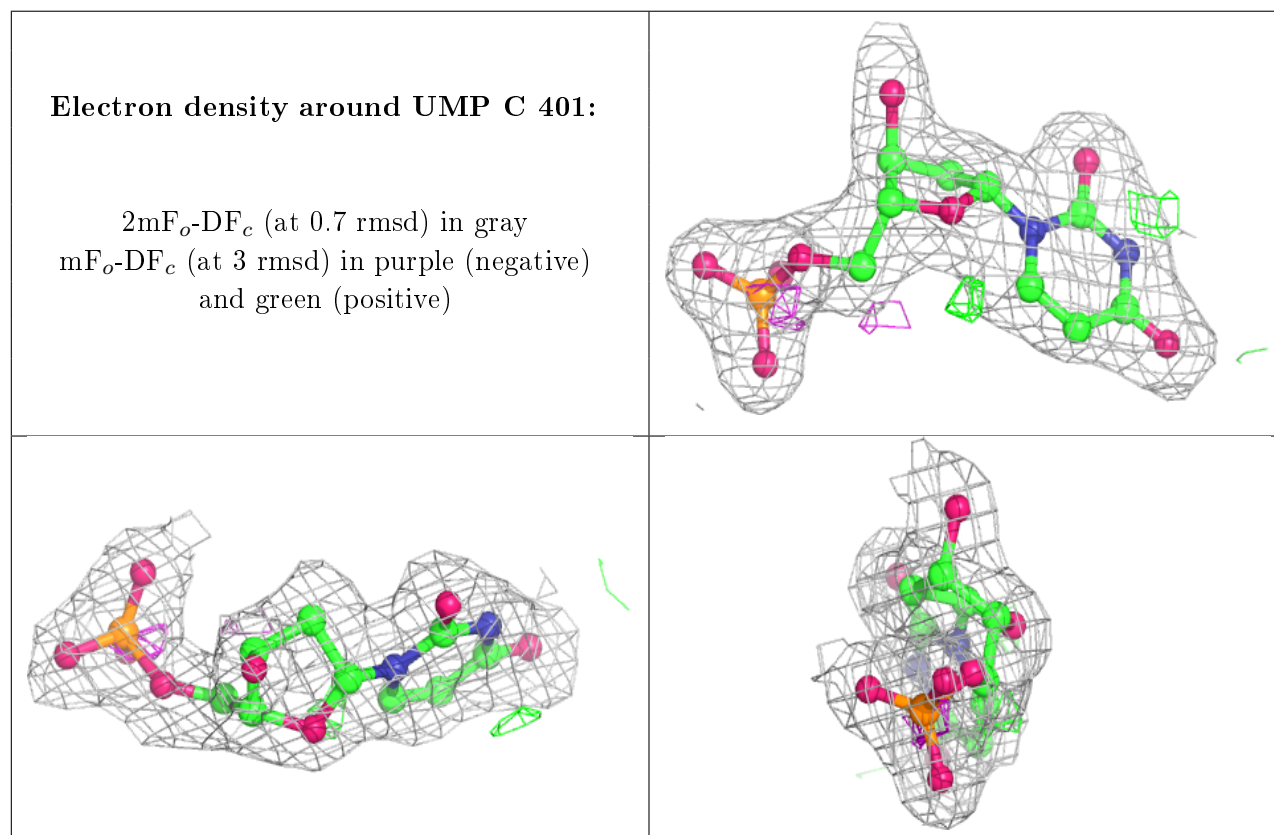 Electron density around UMP C 401:
2mFo-DFc (at 0.7 rmsd) in gray
mFo-DFc (at 3 rmsd) in purple (negative)
and green (positive)